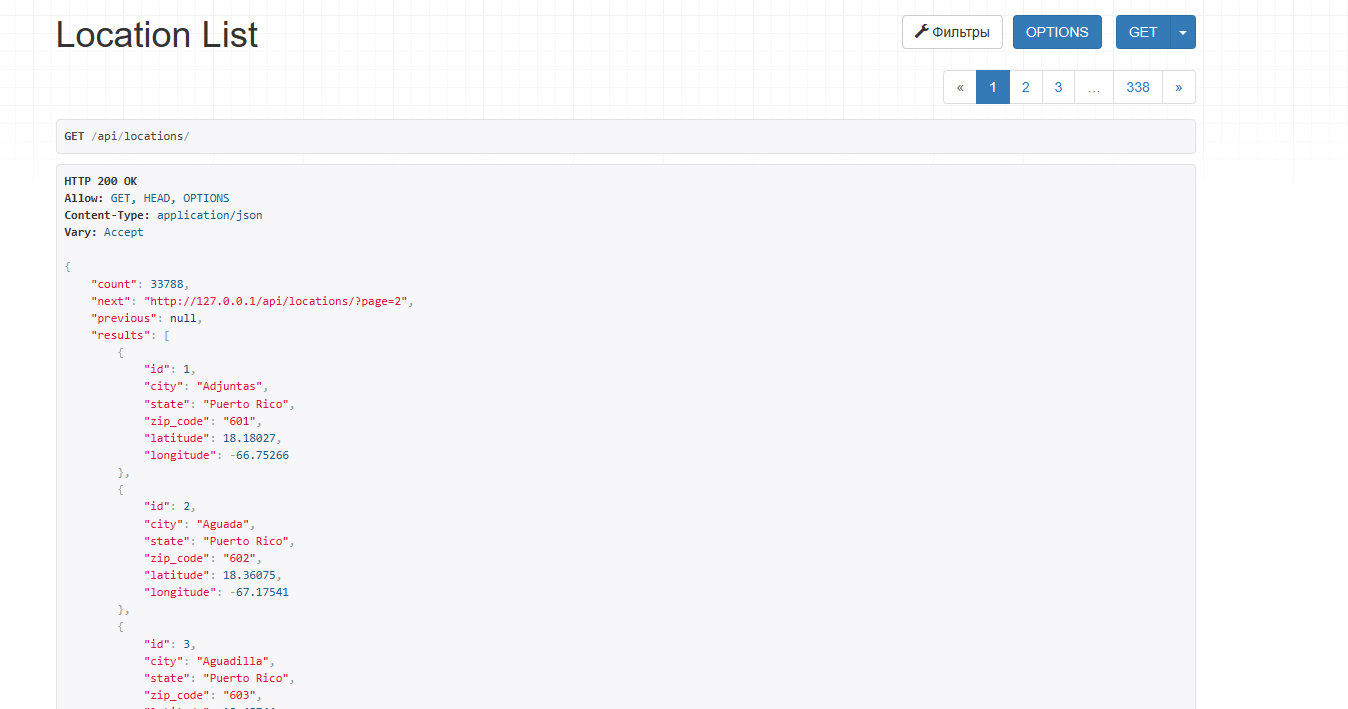 Location List
Фильтры OPTIONS GET
« 1 2 3 … 338 »
GET /api/locations/
HTTP 200 OK
Allow: GET, HEAD, OPTIONS
Content-Type: application/json
Vary: Accept
{
"count": 33788,
"next": "http://127.0.0.1/api/locations/?page=2",
"previous": null,
"results": [
{
"id": 1,
"city": "Adjuntas",
"state": "Puerto Rico",
"zip_code": "601",
"latitude": 18.18027,
"longitude": -66.75266
},
{
"id": 2,
"city": "Aguada",
"state": "Puerto Rico",
"zip_code": "602",
"latitude": 18.36075,
"longitude": -67.17541
},
{
"id": 3,
"city": "Aguadilla",
"state": "Puerto Rico",
"zip_code": "603",